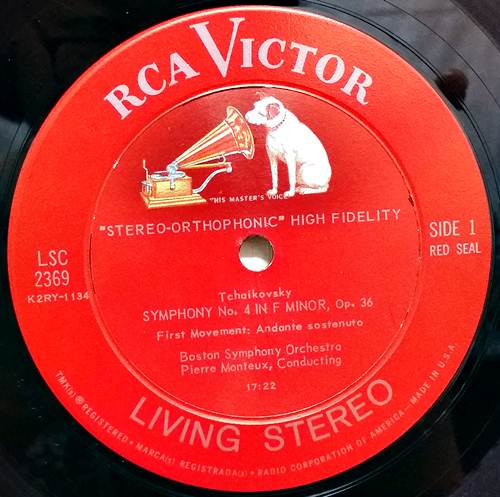 RCA VICTOR
"HIS MASTER'S VOICE"
"STEREO-ORTHOPHONIC" HIGH FIDELITY
LSC
2369
K2RY-1134
SIDE 1
RED SEAL
Tchaikovsky
SYMPHONY No. 4 IN F MINOR, Op. 36
First Movement: Andante sostenuto
Boston Symphony Orchestra
Pierre Monteux, Conducting
17:22
LIVING STEREO
TMK(s) ® REGISTERED • MARCA(s) REGISTRADA(s) • RADIO CORPORATION OF AMERICA—MADE IN U.S.A.